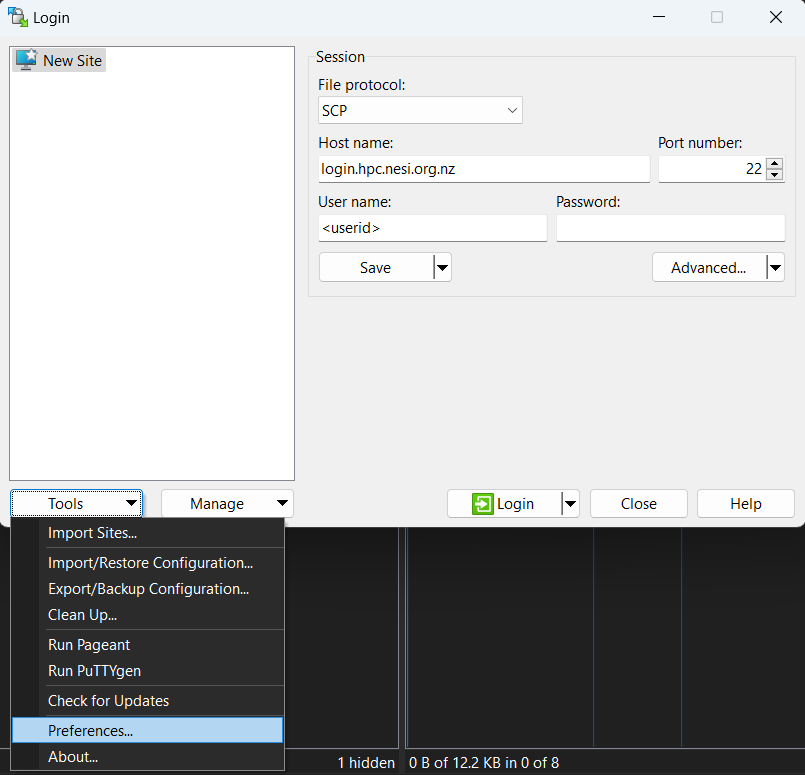 Login
New Site
Session
File protocol:
SCP
Host name:
Port number:
login.hpc.nesi.org.nz
22
User name:
Password:
<userid>
Save
Advanced...
Tools
Manage
Login
Close
Help
Import Sites...
Import/Restore Configuration...
Export/Backup Configuration...
Clean Up...
Run Pageant
Run PuTTYgen
Check for Updates
Preferences...
About...
1 hidden
0 B of 12.2 KB in 0 of 8